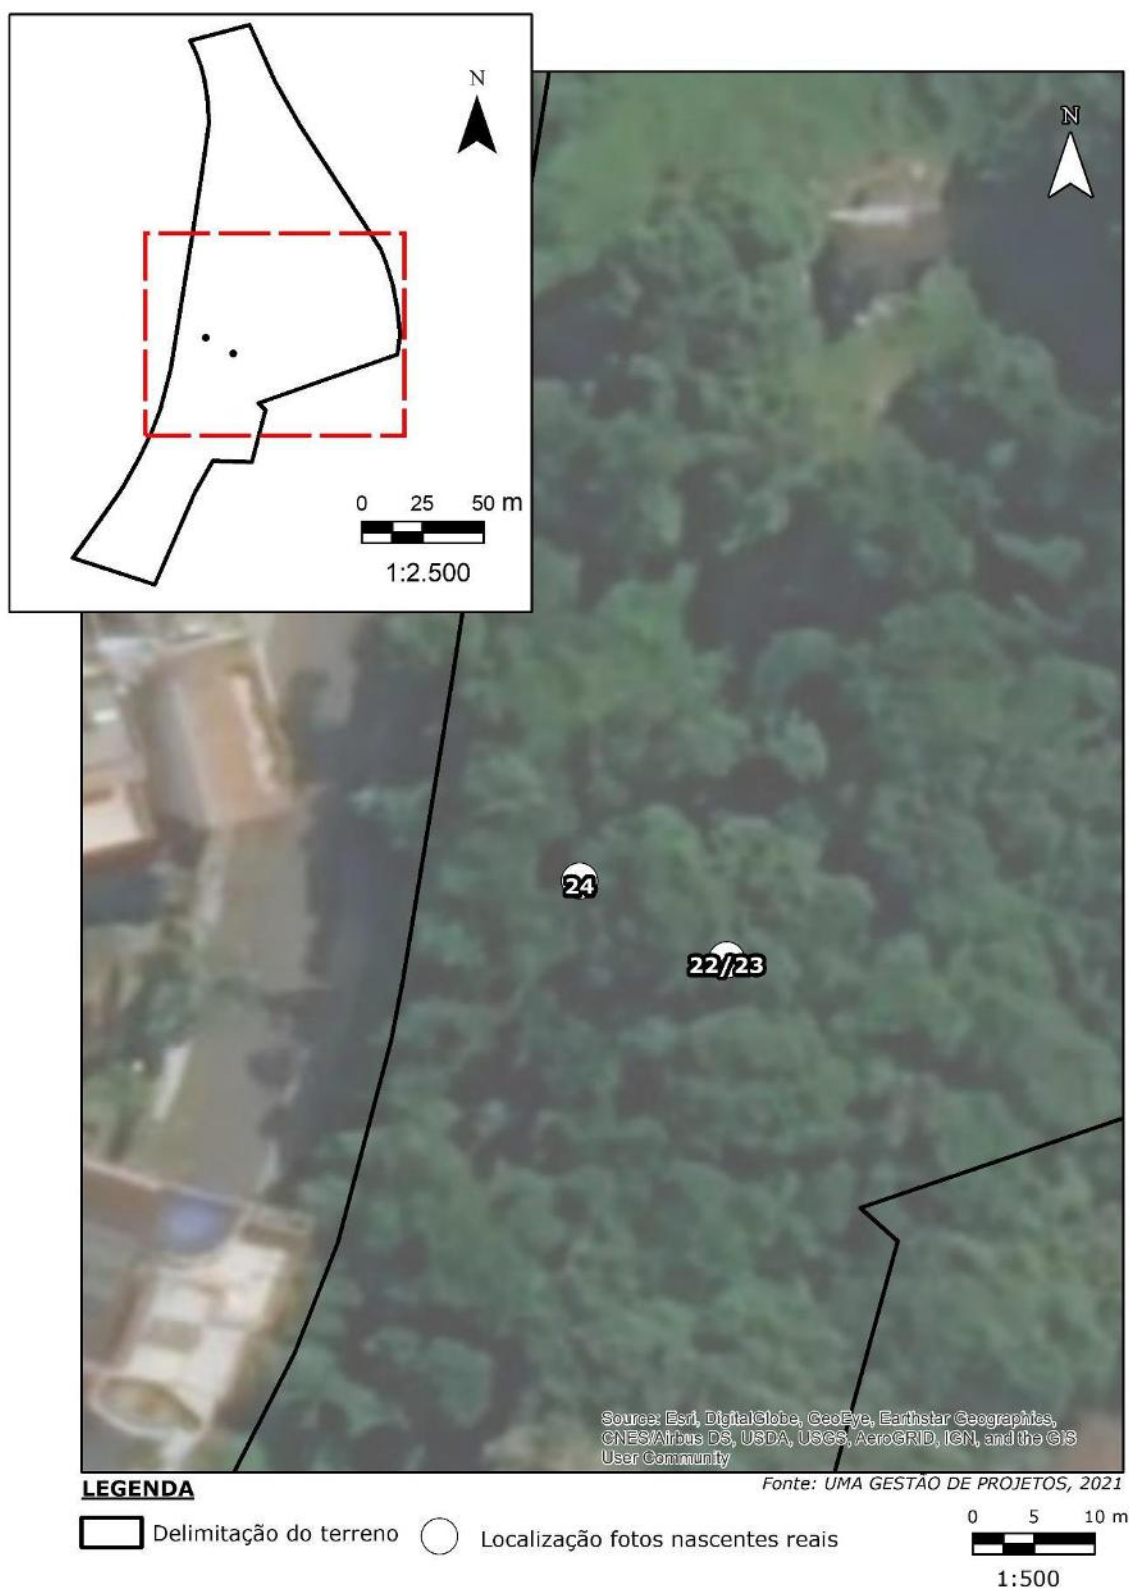 N
0 25 50 m
1:2.500
N
24
22/23
Source: Esri, DigitalGlobe, GeoEye, Earthstar Geographics,
CNES/Airbus DS, USDA, USGS, AeroGRID, IGN, and the GIS
User Community
LEGENDA
Fonte: UMA GESTÃO DE PROJETOS, 2021
Delimitação do terreno
Localização fotos nascentes reais
0 5 10 m
1:500